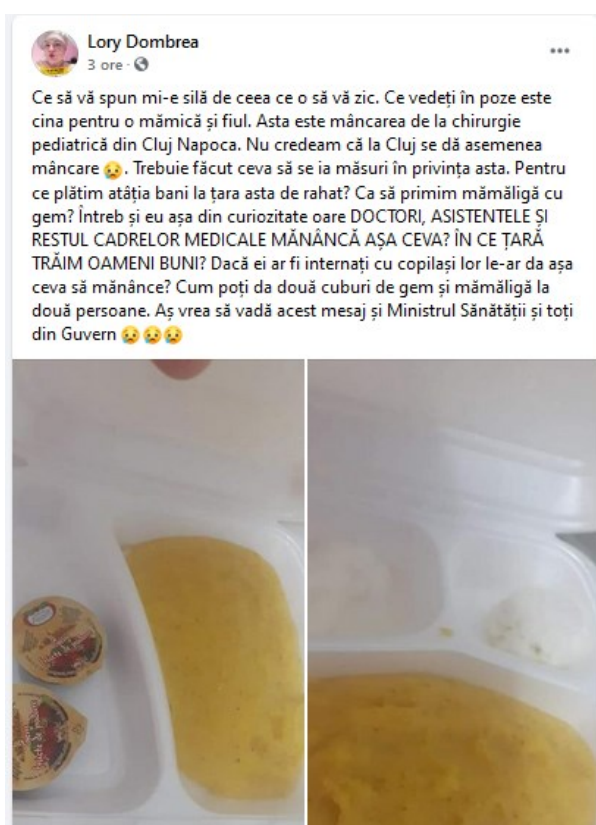 Lory Dombrea
3 ore ·
Ce să vă spun mi-e silă de ceea ce o să vă zic. Ce vedeți în poze este
cina pentru o mămică și fiul. Asta este mâncarea de la chirurgie
pediatrică din Cluj Napoca. Nu credeam că la Cluj se dă asemenea
mâncare 😥. Trebuie făcut ceva să se ia măsuri în privința asta. Pentru
ce plătim atâția bani la țara asta de rahat? Ca să primim mămăligă cu
gem? Întreb și eu așa din curiozitate oare DOCTORI, ASISTENTELE ȘI
RESTUL CADRELOR MEDICALE MĂNÂNCĂ AȘA CEVA? ÎN CE ȚARĂ
TRĂIM OAMENI BUNI? Dacă ei ar fi internați cu copilași lor le-ar da așa
ceva să mănânce? Cum poți da două cuburi de gem și mămăligă la
două persoane. Aș vrea să vadă acest mesaj și Ministrul Sănătății și toți
din Guvern 😥😥😥